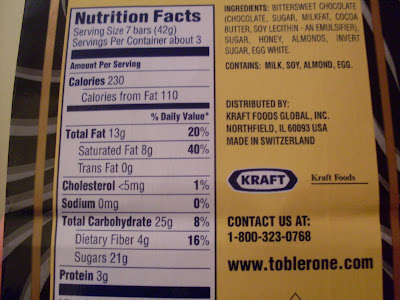 Nutrition Facts
Serving Size 7 bars (42g)
Servings Per Container about 3
Amount Per Serving
Calories 230
Calories from Fat 110
% Daily Value*
Total Fat 13g 20%
Saturated Fat 8g 40%
Trans Fat 0g
Cholesterol <5mg 1%
Sodium 0mg 0%
Total Carbohydrate 25g 8%
Dietary Fiber 4g 16%
Sugars 21g
Protein 3g
INGREDIENTS: BITTERSWEET CHOCOLATE
(CHOCOLATE, SUGAR, MILKFAT, COCOA
BUTTER, SOY LECITHIN - AN EMULSIFIER),
SUGAR, HONEY, ALMONDS, INVERT
SUGAR, EGG WHITE.
CONTAINS: MILK, SOY, ALMOND, EGG.
DISTRIBUTED BY:
KRAFT FOODS GLOBAL, INC.
NORTHFIELD, IL 60093 USA
MADE IN SWITZERLAND
KRAFT Kraft Foods
CONTACT US AT:
1-800-323-0768
www.toblerone.com